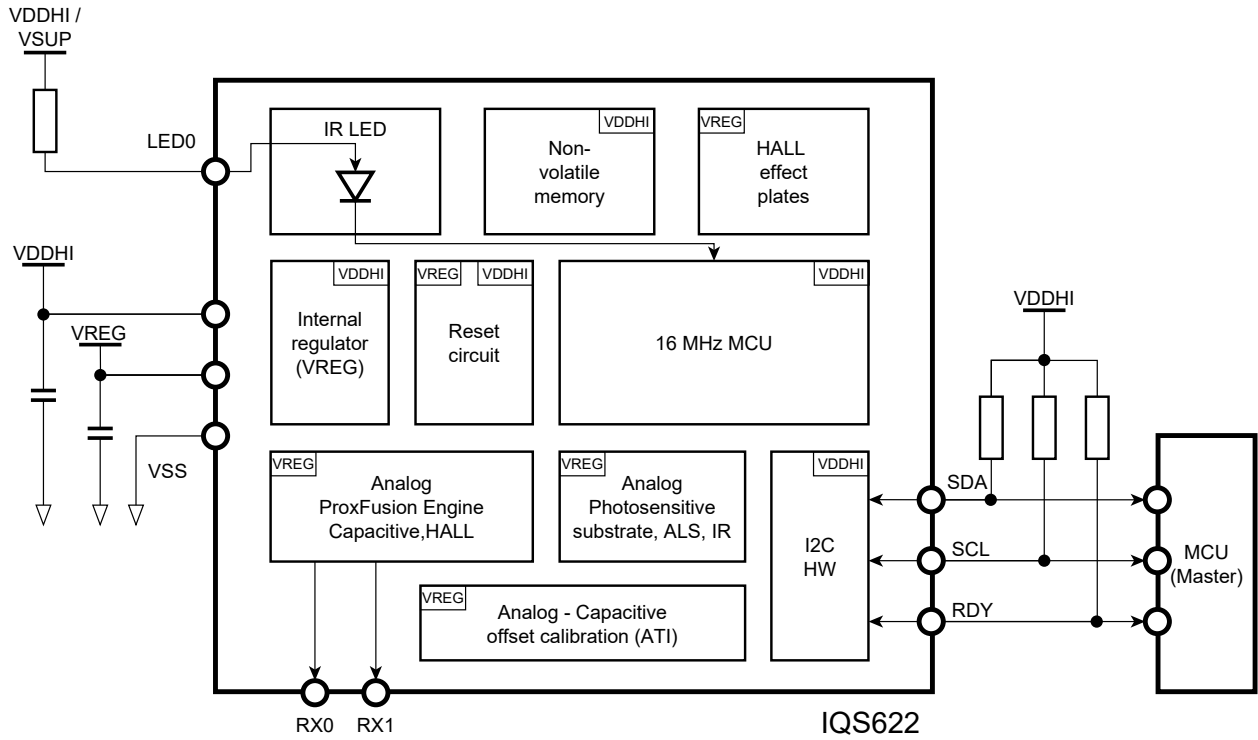 VDDHI /
VSUP
LED0
IR LED
VDDHI
Non-
volatile
memory
VREG
HALL
effect
plates
VDDHI
VREG
VSS
VDDHI
Internal
regulator
(VREG)
VREG
VDDHI
Reset
circuit
VDDHI
16 MHz MCU
VREG
Analog
ProxFusion Engine
Capacitive,HALL
VREG
Analog
Photosensitive
substrate, ALS, IR
VDDHI
I2C
HW
VREG
Analog - Capacitive
offset calibration (ATI)
VDDHI
SDA
SCL
RDY
MCU
(Master)
RX0
RX1
IQS622